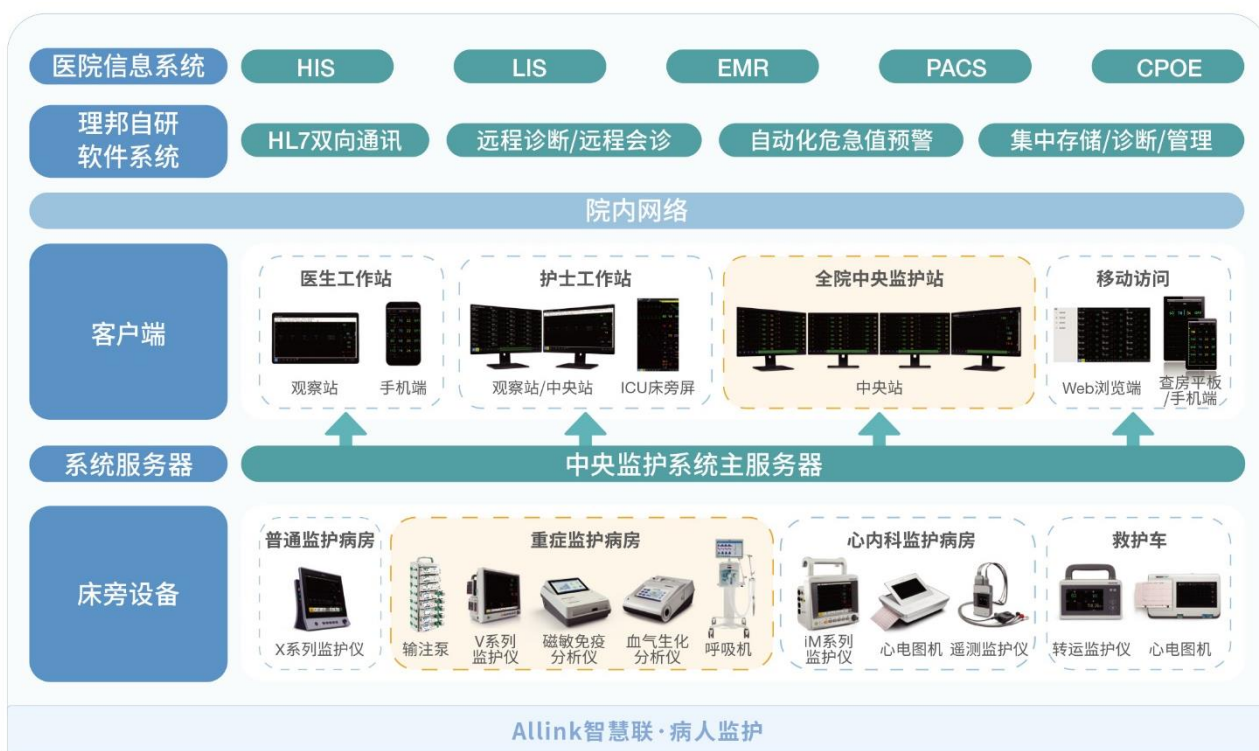 医院信息系统
HIS
LIS
EMR
PACS
CPOE
理邦自研
软件系统
HL7双向通讯
远程诊断/远程会诊
自动化危急值预警
集中存储/诊断/管理
院内网络
客户端
医生工作站
观察站
手机端
护士工作站
观察站/中央站
ICU床旁屏
全院中央监护站
中央站
移动访问
Web浏览端
查房平板
/手机端
系统服务器
中央监护系统主服务器
床旁设备
普通监护病房
X系列监护仪
重症监护病房
输注泵
V系列
监护仪
磁敏免疫
分析仪
血气生化
分析仪
呼吸机
心内科监护病房
iM系列
监护仪
心电图机
遥测监护仪
救护车
转运监护仪
心电图机
Allink智慧联·病人监护